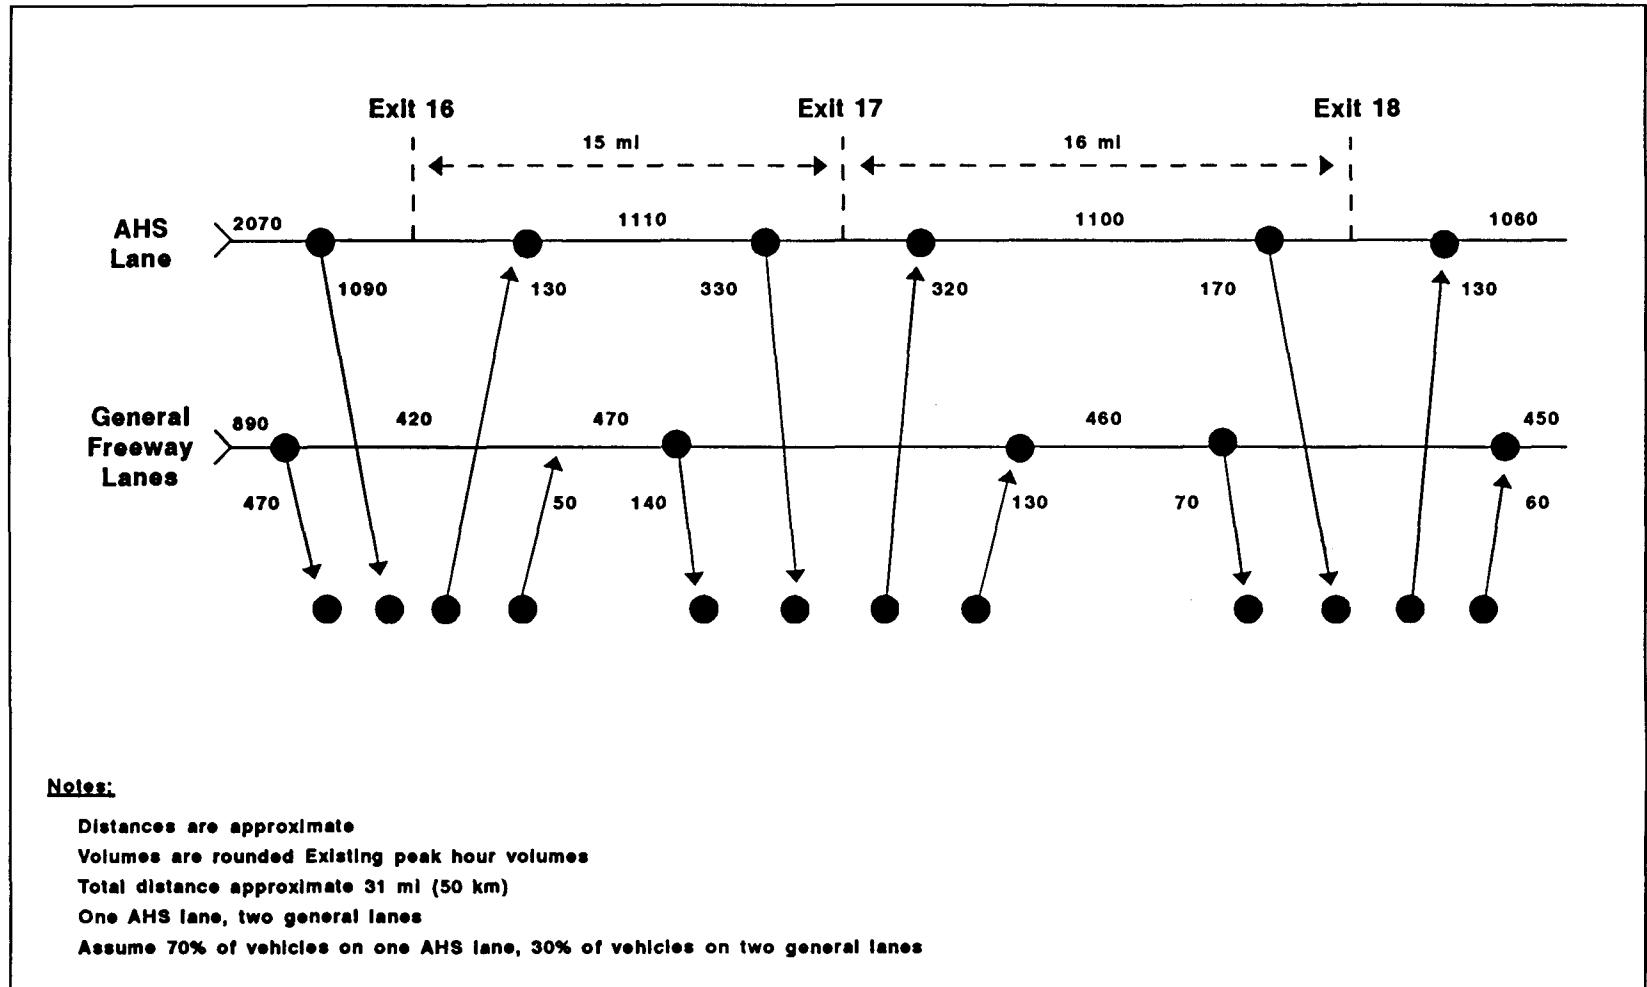 Exit 16
Exit 17
Exit 18
15 mi
16 mi
AHS
Lane
2070
1110
1100
1060
1090
130
330
320
170
130
General
Freeway
Lanes
890
420
470
460
450
470
50
140
130
70
60
Notes:
Distances are approximate
Volumes are rounded Existing peak hour volumes
Total distance approximate 31 mi (50 km)
One AHS lane, two general lanes
Assume 70% of vehicles on one AHS lane, 30% of vehicles on two general lanes